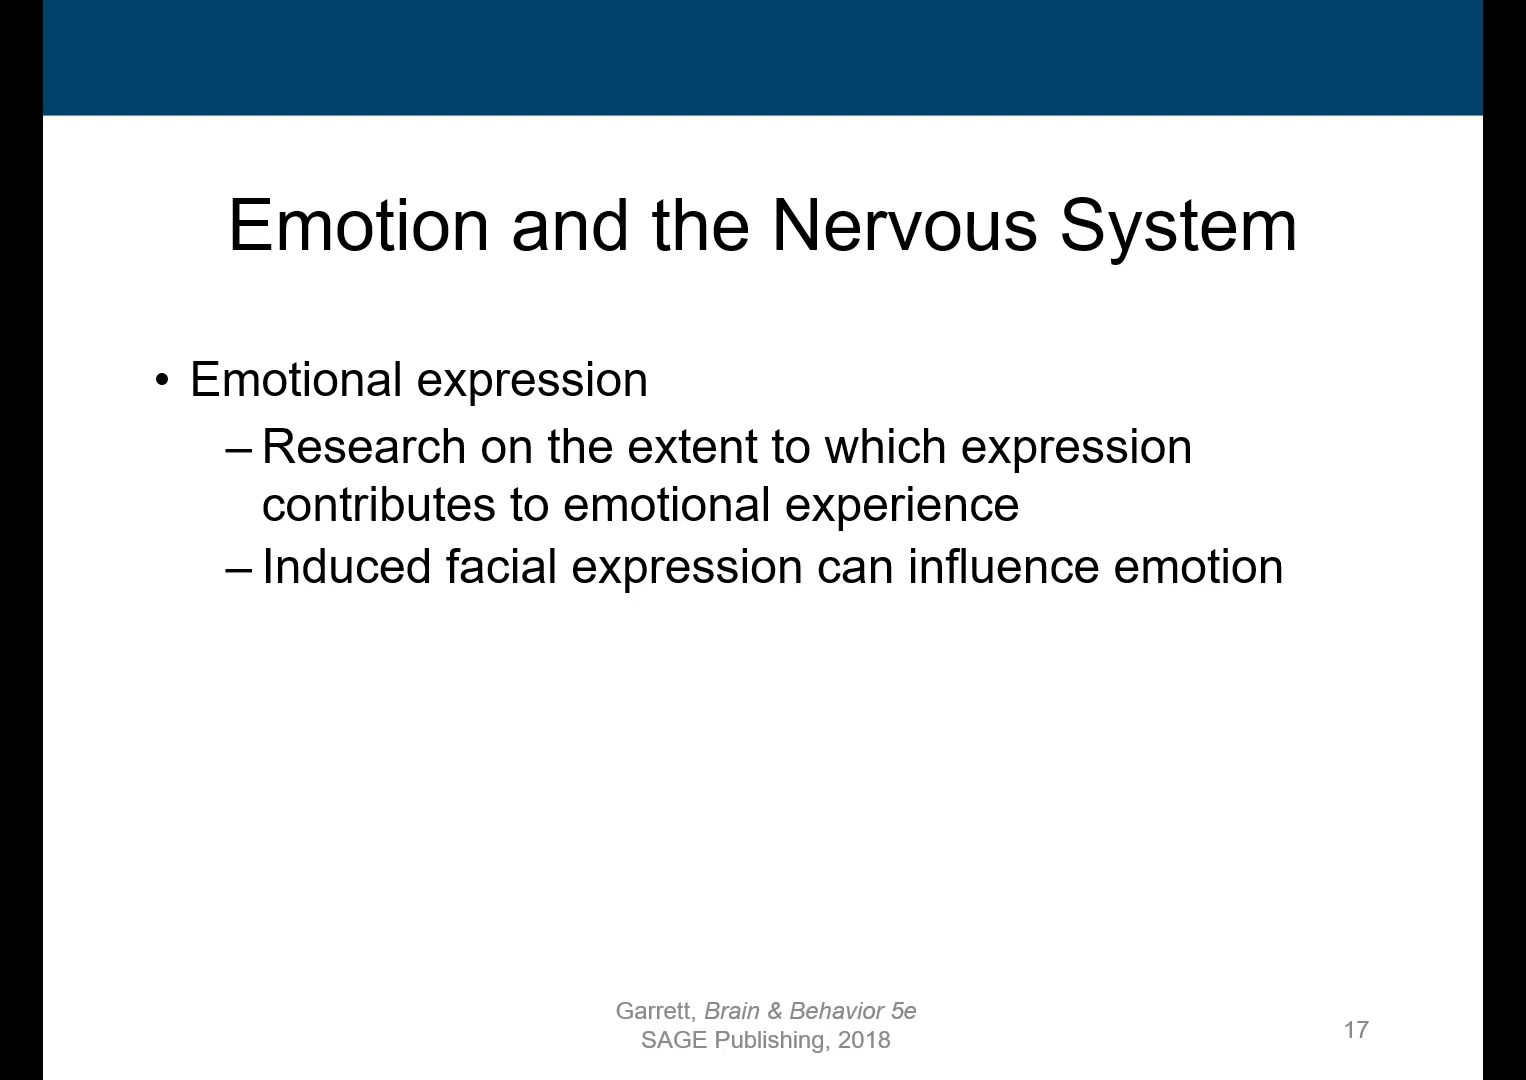 Emotion and the Nervous System
• Emotional expression
– Research on the extent to which expression
contributes to emotional experience
– Induced facial expression can influence emotion
Garrett, Brain & Behavior 5e
SAGE Publishing, 2018
17